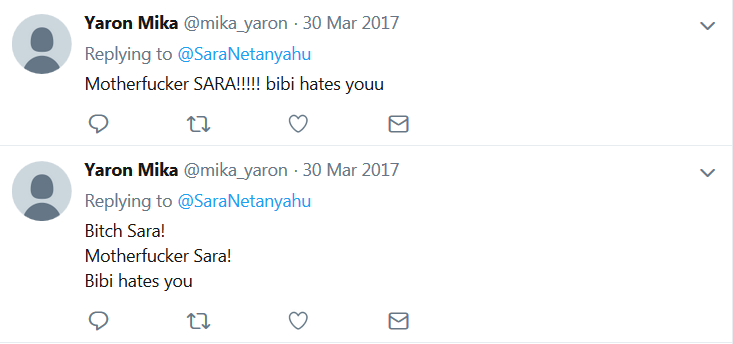 Yaron Mika @mika_yaron · 30 Mar 2017
Replying to @SaraNetanyahu
Motherfucker SARA!!!!! bibi hates youu
Yaron Mika @mika_yaron · 30 Mar 2017
Replying to @SaraNetanyahu
Bitch Sara!
Motherfucker Sara!
Bibi hates you